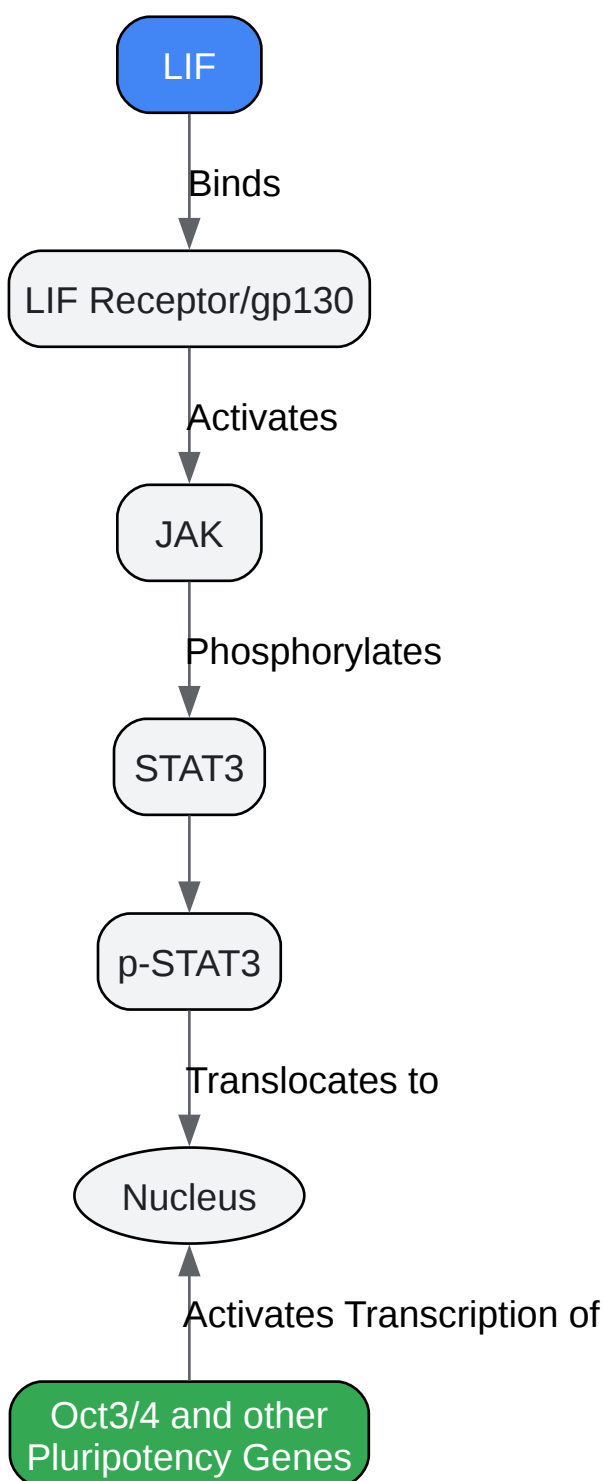 LIF
Binds
LIF Receptor/gp130
Activates
JAK
Phosphorylates
STAT3
p-STAT3
Translocates to
Nucleus
Activates Transcription of
Oct3/4 and other
Pluripotency Genes